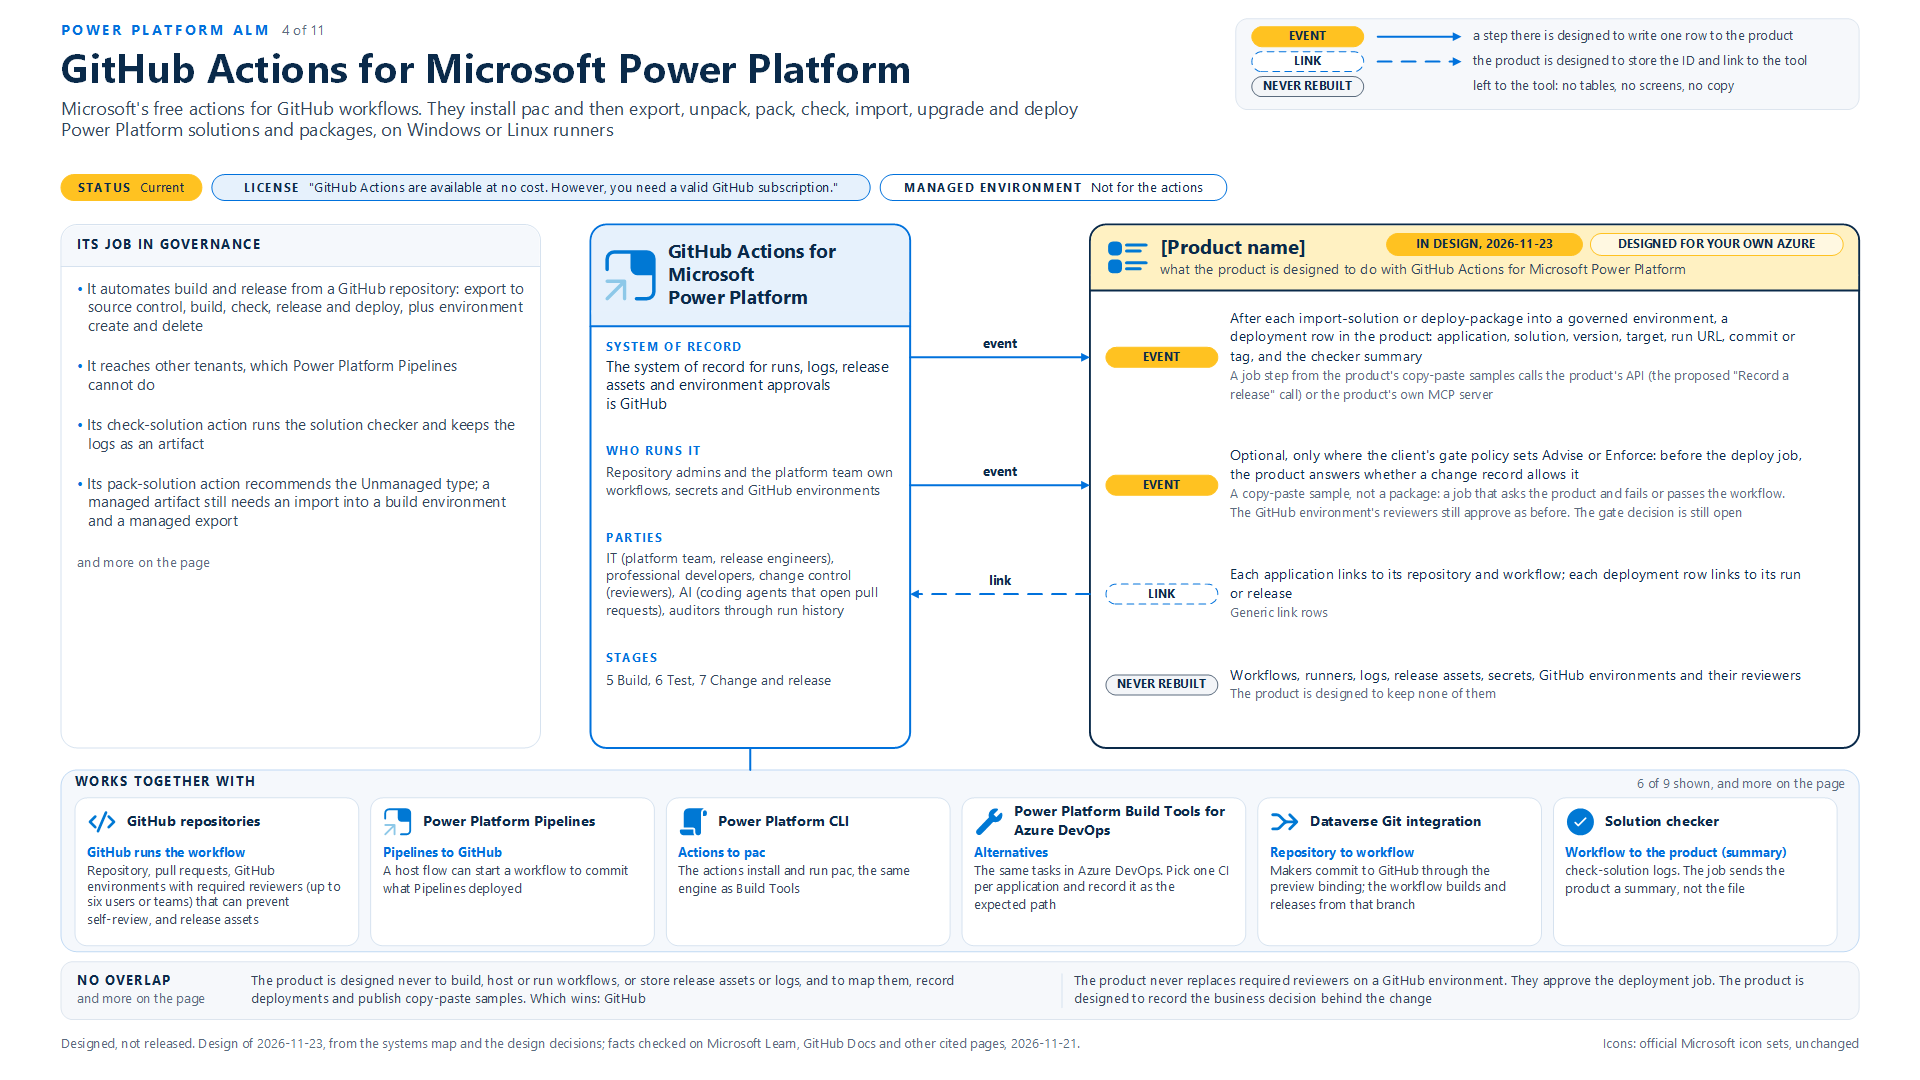 POWER PLATFORM ALM 4 of 11
GitHub Actions for Microsoft Power Platform
Microsoft's free actions for GitHub workflows. They install pac and then export, unpack, pack, check, import, upgrade and deploy
Power Platform solutions and packages, on Windows or Linux runners
EVENT a step there is designed to write one row to the product
LINK the product is designed to store the ID and link to the tool
NEVER REBUILT left to the tool: no tables, no screens, no copy
STATUS Current
LICENSE "GitHub Actions are available at no cost. However, you need a valid GitHub subscription."
MANAGED ENVIRONMENT Not for the actions
ITS JOB IN GOVERNANCE
• It automates build and release from a GitHub repository: export to
source control, build, check, release and deploy, plus environment
create and delete
• It reaches other tenants, which Power Platform Pipelines
cannot do
• Its check-solution action runs the solution checker and keeps the
logs as an artifact
• Its pack-solution action recommends the Unmanaged type; a
managed artifact still needs an import into a build environment
and a managed export
and more on the page
GitHub Actions for
Microsoft
Power Platform
SYSTEM OF RECORD
The system of record for runs, logs, release
assets and environment approvals
is GitHub
WHO RUNS IT
Repository admins and the platform team own
workflows, secrets and GitHub environments
PARTIES
IT (platform team, release engineers),
professional developers, change control
(reviewers), AI (coding agents that open pull
requests), auditors through run history
STAGES
5 Build, 6 Test, 7 Change and release
event
event
link
[Product name]
IN DESIGN, 2026-11-23
DESIGNED FOR YOUR OWN AZURE
what the product is designed to do with GitHub Actions for Microsoft Power Platform
EVENT
After each import-solution or deploy-package into a governed environment, a
deployment row in the product: application, solution, version, target, run URL, commit or
tag, and the checker summary
A job step from the product's copy-paste samples calls the product's API (the proposed "Record a
release" call) or the product's own MCP server
EVENT
Optional, only where the client's gate policy sets Advise or Enforce: before the deploy job,
the product answers whether a change record allows it
A copy-paste sample, not a package: a job that asks the product and fails or passes the workflow.
The GitHub environment's reviewers still approve as before. The gate decision is still open
LINK
Each application links to its repository and workflow; each deployment row links to its run
or release
Generic link rows
NEVER REBUILT
Workflows, runners, logs, release assets, secrets, GitHub environments and their reviewers
The product is designed to keep none of them
WORKS TOGETHER WITH
6 of 9 shown, and more on the page
GitHub repositories
GitHub runs the workflow
Repository, pull requests, GitHub
environments with required reviewers (up to
six users or teams) that can prevent
self-review, and release assets
Power Platform Pipelines
Pipelines to GitHub
A host flow can start a workflow to commit
what Pipelines deployed
Power Platform CLI
Actions to pac
The actions install and run pac, the same
engine as Build Tools
Power Platform Build Tools for
Azure DevOps
Alternatives
The same tasks in Azure DevOps. Pick one CI
per application and record it as the
expected path
Dataverse Git integration
Repository to workflow
Makers commit to GitHub through the
preview binding; the workflow builds and
releases from that branch
Solution checker
Workflow to the product (summary)
check-solution logs. The job sends the
product a summary, not the file
NO OVERLAP
and more on the page
The product is designed never to build, host or run workflows, or store release assets or logs, and to map them, record
deployments and publish copy-paste samples. Which wins: GitHub
The product never replaces required reviewers on a GitHub environment. They approve the deployment job. The product is
designed to record the business decision behind the change
Designed, not released. Design of 2026-11-23, from the systems map and the design decisions; facts checked on Microsoft Learn, GitHub Docs and other cited pages, 2026-11-21.
Icons: official Microsoft icon sets, unchanged